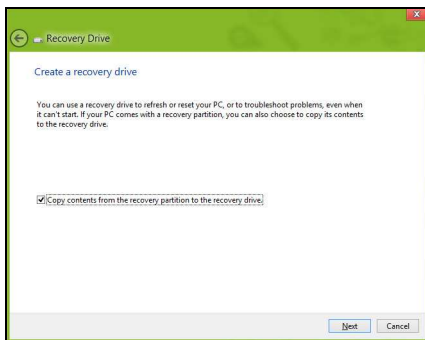 Recovery Drive
Create a recovery drive
You can use a recovery drive to refresh or reset your PC, or to troubleshoot problems, even when
it can't start. If your PC comes with a recovery partition, you can also choose to copy its contents
to the recovery drive.
Copy contents from the recovery partition to the recovery drive.
Next Cancel